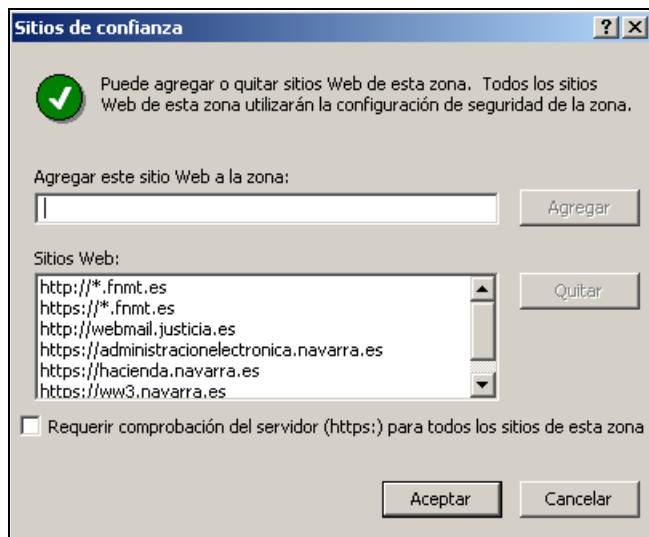 Sitios de confianza
Puede agregar o quitar sitios Web de esta zona. Todos los sitios
Web de esta zona utilizarán la configuración de seguridad de la zona.
Agregar este sitio Web a la zona:
Agregar
Sitios Web:
http://*.fnmt.es
https://*.fnmt.es
http://webmail.justicia.es
https://administracionelectronica.navarra.es
https://hacienda.navarra.es
https://ww3.navarra.es
Quitar
Requerir comprobación del servidor (https:) para todos los sitios de esta zona
Aceptar
Cancelar